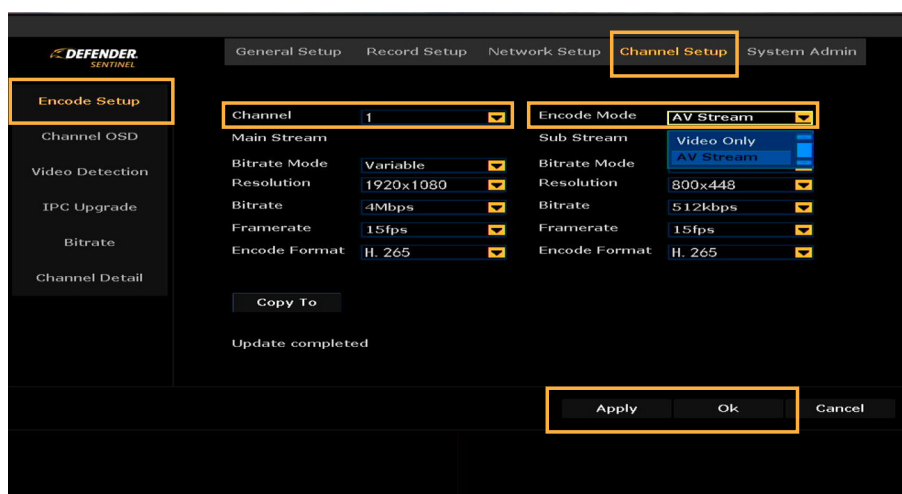 DEFENDER.
SENTINEL
General Setup Record Setup Network Setup Channel Setup System Admin
Encode Setup
Channel OSD
Video Detection
IPC Upgrade
Bitrate
Channel Detail
Channel 1 Encode Mode AV Stream
Main Stream Sub Stream Video Only
AV Stream
Bitrate Mode Variable Bitrate Mode
Resolution 1920x1080 Resolution 800x448
Bitrate 4Mbps Bitrate 512kbps
Framerate 15fps Framerate 15fps
Encode Format H. 265 Encode Format H. 265
Copy To
Update completed
Apply Ok Cancel